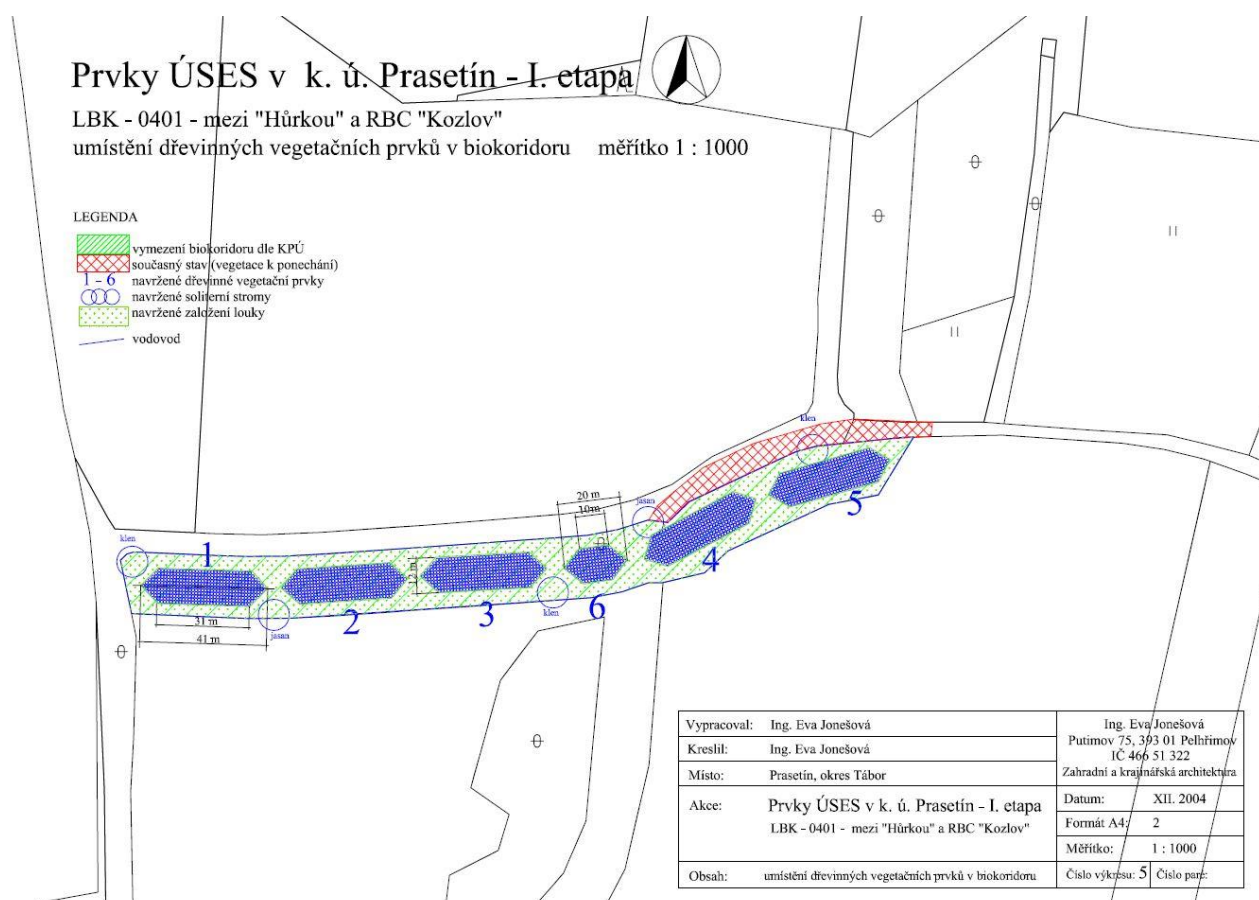 Prvky ÚSES v k. ú. Prasetín - I. etapa
LBK - 0401 - mezi "Hůrkou" a RBC "Kozlov"
umístění dřevinných vegetačních prvků v biokoridoru měřítko 1 : 1000
LEGENDA
vymezení biokoridoru dle KPÚ
současný stav (vegetace k ponechání)
1 - 6 navržené dřevinné vegetační prvky
navržené soliterní stromy
navržené založení louky
vodovod
klen
20 m
jasan
10m
5
klen
1
12 m
4
31 m
2
3
klen
6
41 m
jasan
Vypracoval: Ing. Eva Jonešová
Kreslil: Ing. Eva Jonešová
Místo: Prasetín, okres Tábor
Akce: Prvky ÚSES v k. ú. Prasetín - I. etapa
LBK - 0401 - mezi "Hůrkou" a RBC "Kozlov"
Obsah: umístění dřevinných vegetačních prvků v biokoridoru
Ing. Eva Jonešová
Putimov 75, 393 01 Pelhřimov
IČ 466 51 322
Zahradní a krajinářská architektura
Datum: XII. 2004
Formát A4: 2
Měřítko: 1 : 1000
Číslo výkresu: 5 Číslo paré: